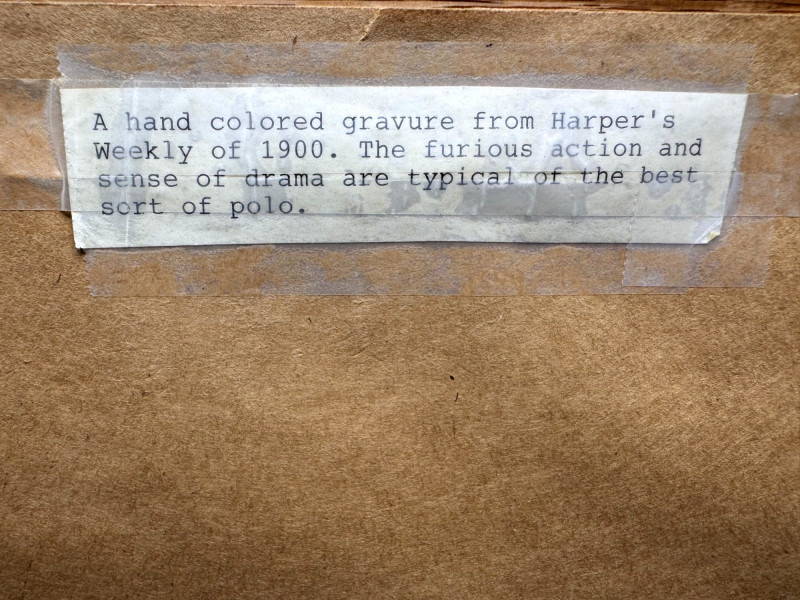 A hand colored gravure from Harper's
Weekly of 1900. The furious action and
sense of drama are typical of the best
sort of polo.